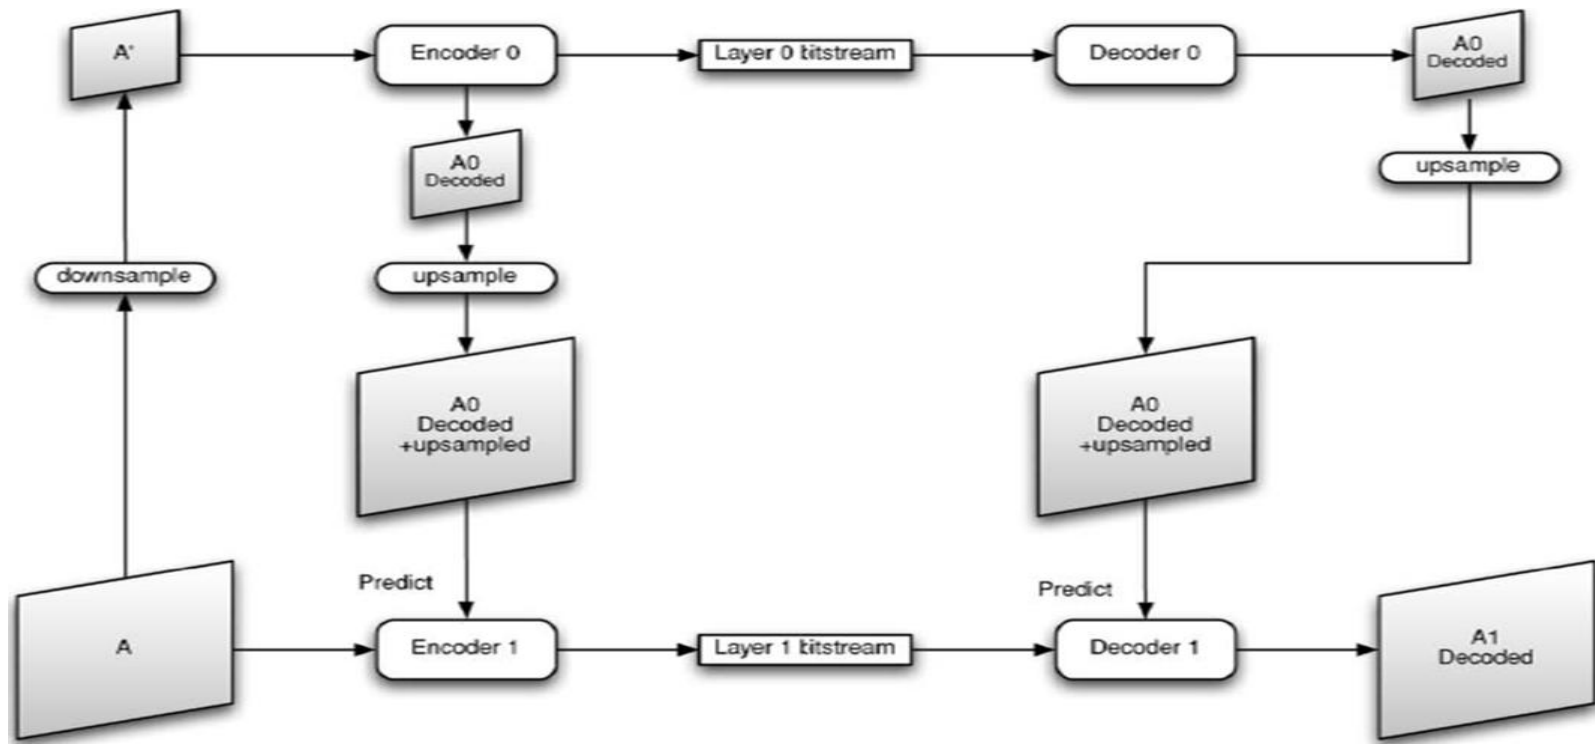 A'
Encoder 0
Layer 0 bitstream
Decoder 0
A0
Decoded
A0
Decoded
upsample
downsample
upsample
A0
Decoded
+upsampled
A0
Decoded
+upsampled
Predict
Predict
A
Encoder 1
Layer 1 bitstream
Decoder 1
A1
Decoded